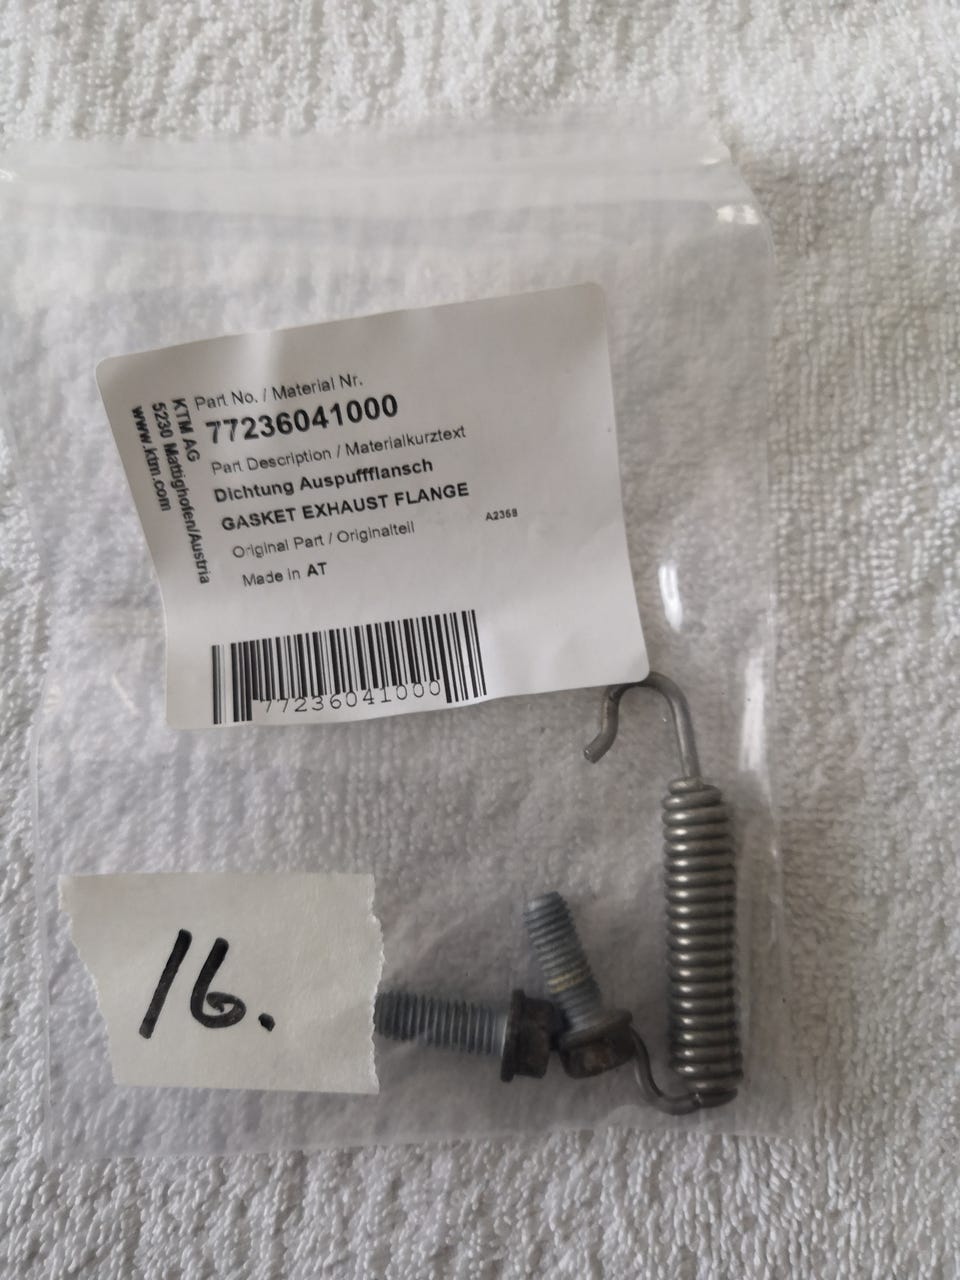 Part No. / Material Nr.
77236041000
Part Description / Materialkurztext
Dichtung Auspuffflansch
GASKET EXHAUST FLANGE
Original Part / Originalteil
A2358
Made in AT
KTM AG
5230 Mattighofen/Austria
www.ktm.com
77236041000
16.